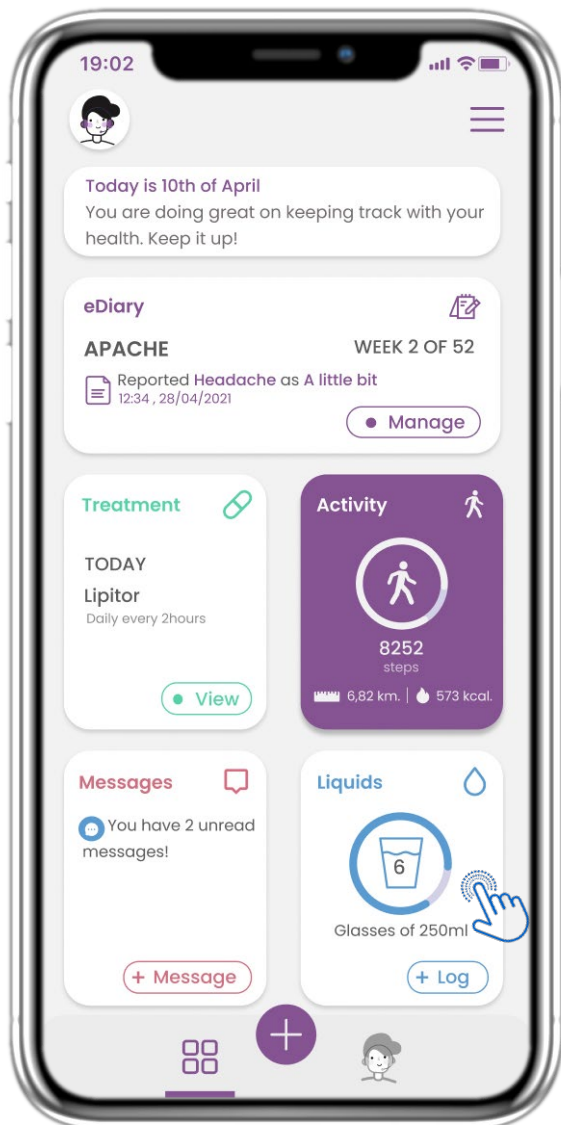 19:02
Today is 10th of April
You are doing great on keeping track with your
health. Keep it up!
eDiary
APACHE
WEEK 2 OF 52
Reported Headache as A little bit
12:34 , 28/04/2021
Manage
Treatment
TODAY
Lipitor
Daily every 2hours
View
Activity
8252
steps
6,82 km. | 573 kcal.
Messages
You have 2 unread
messages!
+ Message
Liquids
6
Glasses of 250ml
+ Log